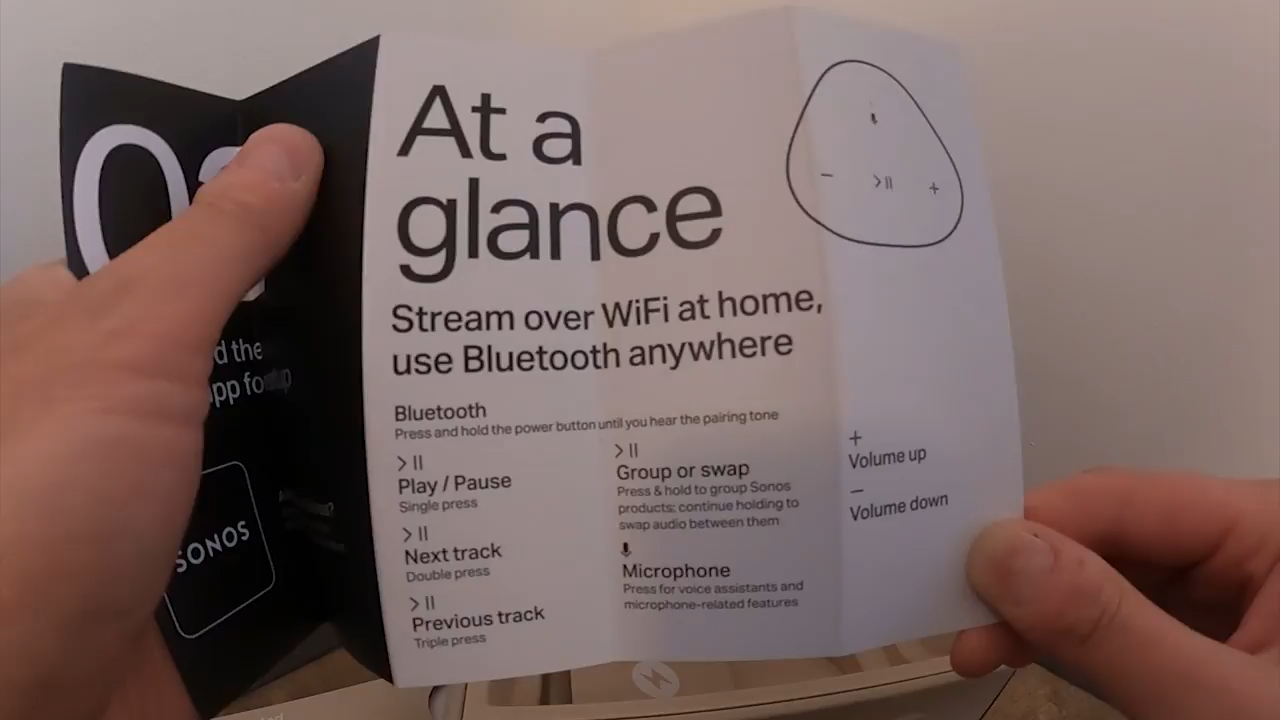 d the
pp for
SONOS
At a
glance
Stream over WiFi at home,
use Bluetooth anywhere
Bluetooth
Press and hold the power button until you hear the pairing tone
>II
Play / Pause
Single press
>II
Next track
Double press
>II
Previous track
Triple press
>II
Group or swap
Press & hold to group Sonos
products; continue holding to
swap audio between them
Microphone
Press for voice assistants and
microphone-related features
− >II +
+
Volume up
−
Volume down